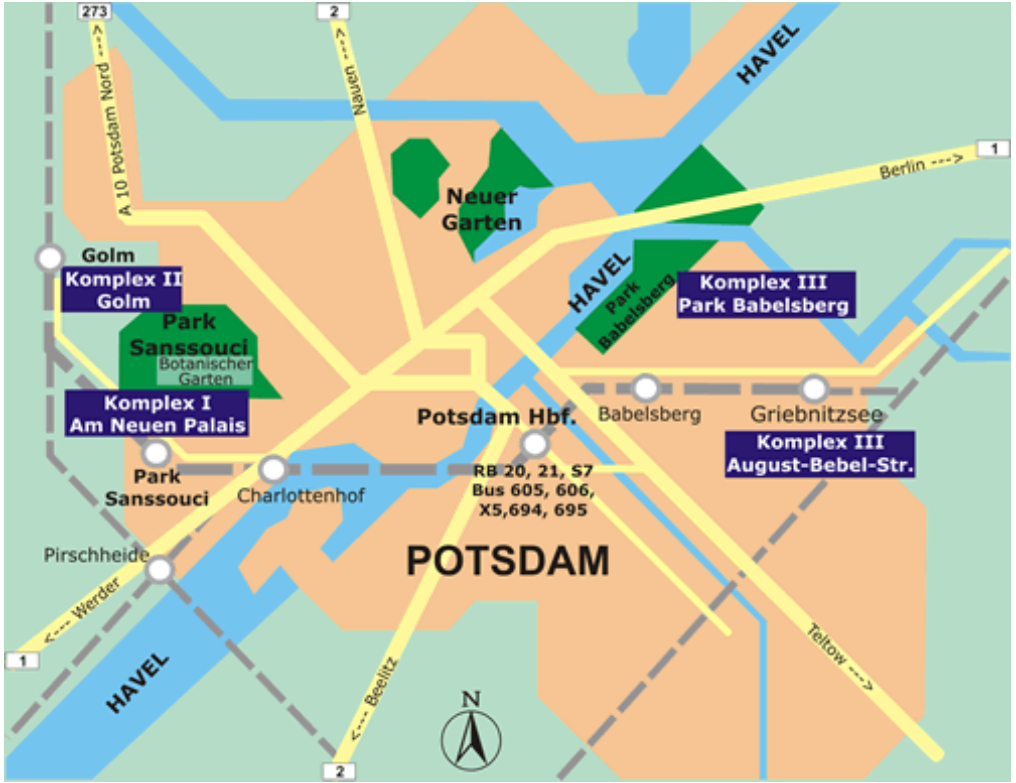 273
2
HAVEL
A 10 Potsdam Nord --->
Nauen --->
1
Berlin --->
Neuer
Garten
Golm
Komplex II
Golm
HAVEL
Park
Babelsberg
Komplex III
Park Babelsberg
Park
Sanssouci
Botanischer
Garten
Komplex I
Am Neuen Palais
Potsdam Hbf.
Babelsberg
Griebnitzsee
Komplex III
August-Bebel-Str.
Park
Sanssouci
Charlottenhof
RB 20, 21, S7
Bus 605, 606,
X5,694, 695
Pirschheide
POTSDAM
<--- Werder
1
HAVEL
<--- Beelitz
Teltow --->
N
2